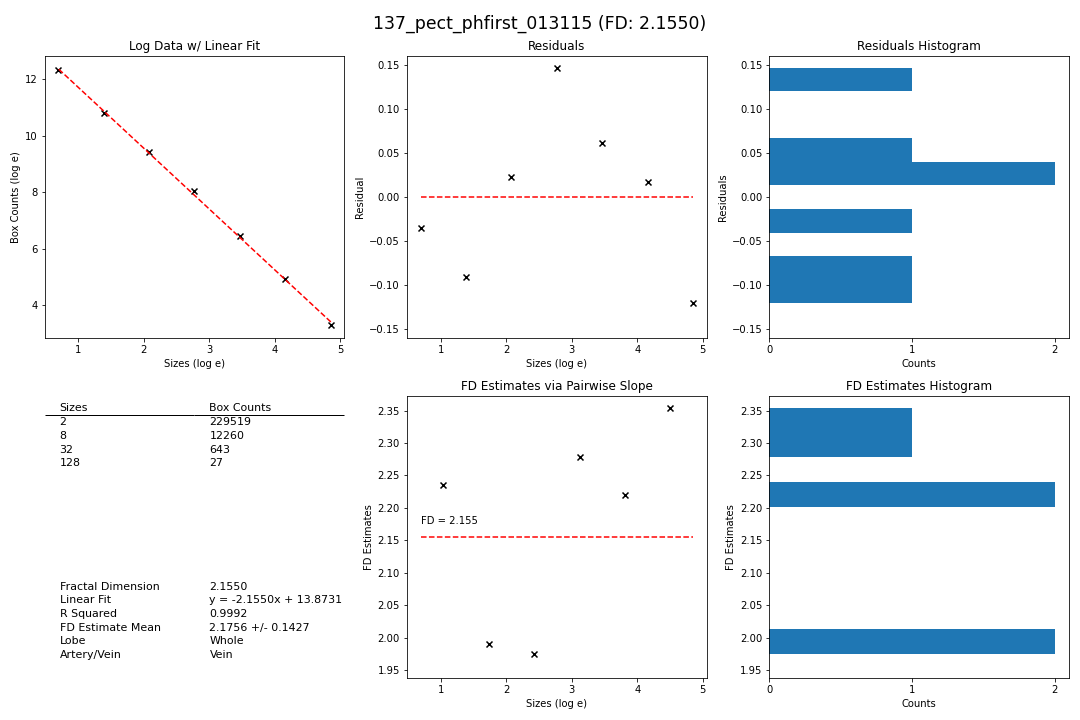 137_pect_phfirst_013115 (FD: 2.1550)
Log Data w/ Linear Fit
Box Counts (log e)
12
10
8
6
4
1 2 3 4 5
Sizes (log e)
Residuals
Residual
0.15
0.10
0.05
0.00
−0.05
−0.10
−0.15
1 2 3 4 5
Sizes (log e)
Residuals Histogram
Residuals
0.15
0.10
0.05
0.00
−0.05
−0.10
−0.15
0 1 2
Counts
Sizes Box Counts
2 229519
8 12260
32 643
128 27
Fractal Dimension 2.1550
Linear Fit y = -2.1550x + 13.8731
R Squared 0.9992
FD Estimate Mean 2.1756 +/- 0.1427
Lobe Whole
Artery/Vein Vein
FD Estimates via Pairwise Slope
FD Estimates
2.35
2.30
2.25
2.20
2.15
2.10
2.05
2.00
1.95
FD = 2.155
1 2 3 4 5
Sizes (log e)
FD Estimates Histogram
FD Estimates
2.35
2.30
2.25
2.20
2.15
2.10
2.05
2.00
1.95
0 1 2
Counts